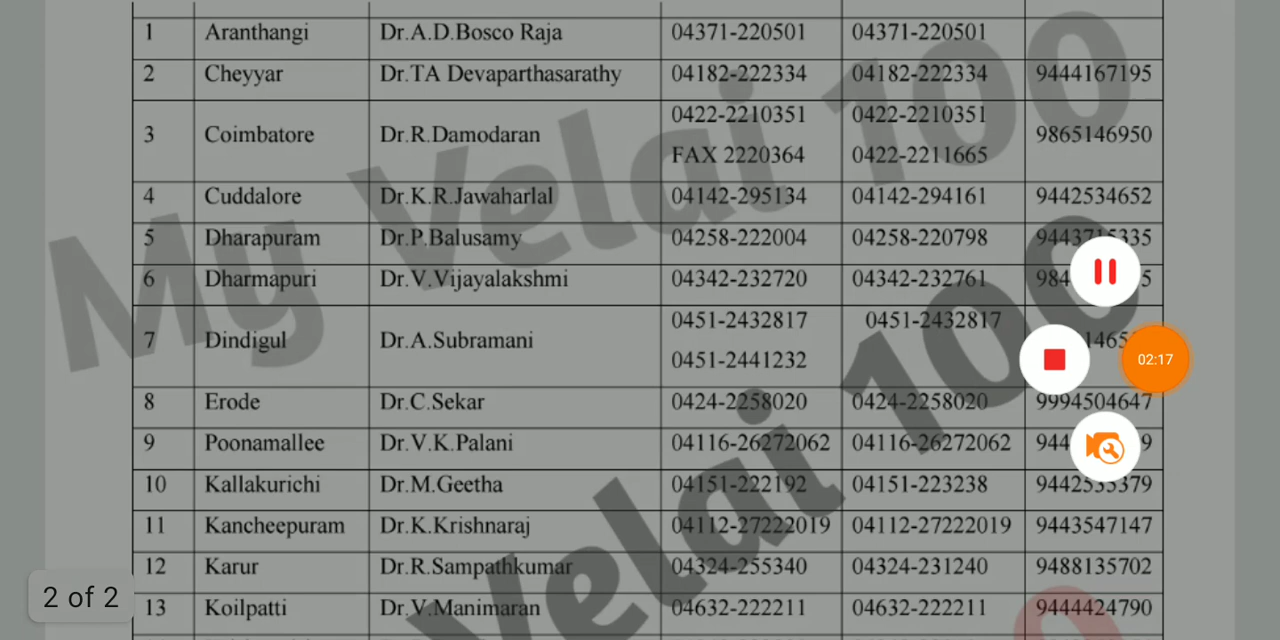 1 Aranthangi Dr.A.D.Bosco Raja 04371-220501 04371-220501
2 Cheyyar Dr.TA Devaparthasarathy 04182-222334 04182-222334 9444167195
3 Coimbatore Dr.R.Damodaran 0422-2210351 0422-2210351 9865146950
FAX 2220364 0422-2211665
4 Cuddalore Dr.K.R.Jawaharlal 04142-295134 04142-294161 9442534652
5 Dharapuram Dr.P.Balusamy 04258-222004 04258-220798
6 Dharmapuri Dr.V.Vijayalakshmi 04342-232720 04342-232761
7 Dindigul Dr.A.Subramani 0451-2432817 0451-2432817
0451-2441232
02:17
8 Erode Dr.C.Sekar 0424-2258020 0424-2258020 9994504647
9 Poonamallee Dr.V.K.Palani 04116-26272062 04116-26272062
10 Kallakurichi Dr.M.Geetha 04151-222192 04151-223238
11 Kancheepuram Dr.K.Krishnaraj 04112-27222019 04112-27222019 9443547147
12 Karur Dr.R.Sampathkumar 04324-255340 04324-231240 9488135702
2 of 2
13 Koilpatti Dr.V.Manimaran 04632-222211 04632-222211 9444424790
My Velai 100
Velai 100